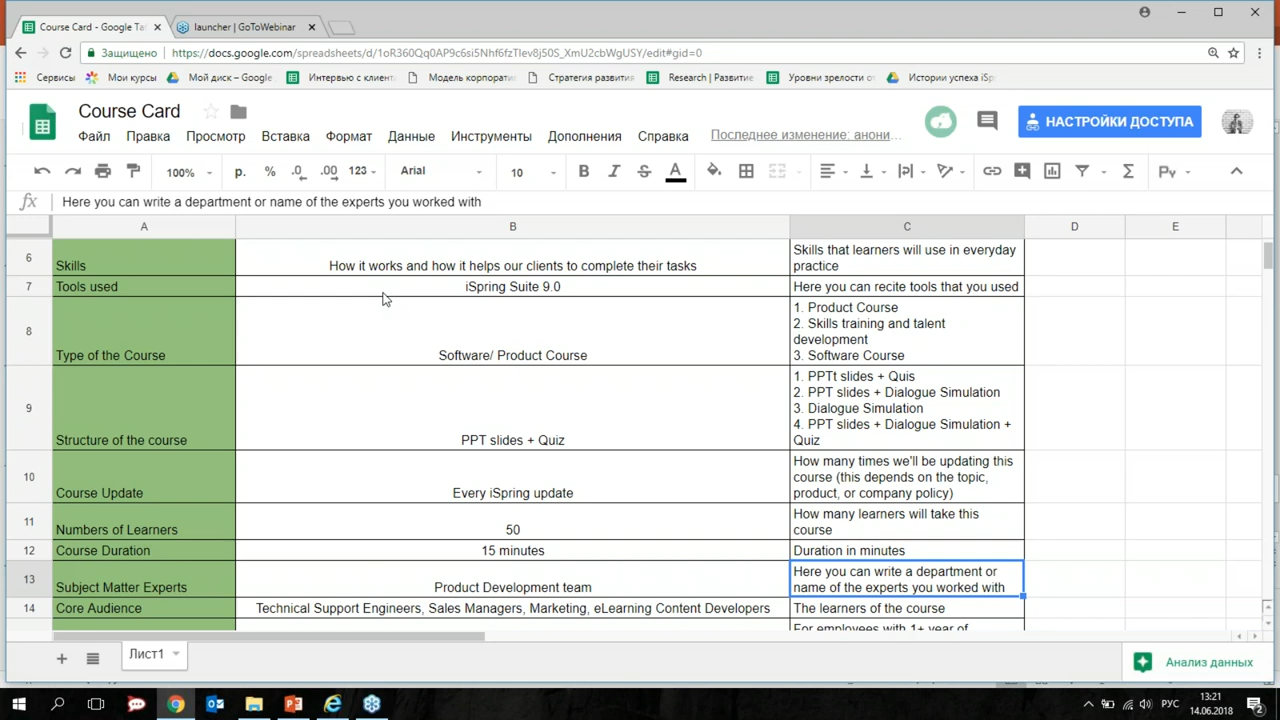 Course Card - Google Та
launcher | GoToWebinar
Защищено
https://docs.google.com/spreadsheets/d/1oR360Qq0AP9c6si5Nhf6fzTIev8j50S_XmU2cbWgUSY/edit#gid=0
Сервисы
Мои курсы
Мой диск – Google
Интервью с клиент
Модель корпорати
Стратегия развития
Research | Развитие
Уровни зрелости от
Истории успеха iSp
Course Card
Файл Правка Просмотр Вставка Формат Данные Инструменты Дополнения Справка
Последнее изменение: анони…
НАСТРОЙКИ ДОСТУПА
100% р. % .0 .00 123 Arial 10
fx Here you can write a department or name of the experts you worked with
A B C D E
6 Skills How it works and how it helps our clients to complete their tasks
Skills that learners will use in everyday
practice
7 Tools used iSpring Suite 9.0 Here you can recite tools that you used
8 Type of the Course Software/ Product Course
1. Product Course
2. Skills training and talent
development
3. Software Course
9 Structure of the course PPT slides + Quiz
1. PPTt slides + Quis
2. PPT slides + Dialogue Simulation
3. Dialogue Simulation
4. PPT slides + Dialogue Simulation +
Quiz
10 Course Update Every iSpring update
How many times we'll be updating this
course (this depends on the topic,
product, or company policy)
11 Numbers of Learners 50
How many learners will take this
course
12 Course Duration 15 minutes Duration in minutes
13 Subject Matter Experts Product Development team
Here you can write a department or
name of the experts you worked with
14 Core Audience Technical Support Engineers, Sales Managers, Marketing, eLearning Content Developers The learners of the course
For employees with 1+ year of
Лист1
Анализ данных
РУС
13:21
14.06.2018
2